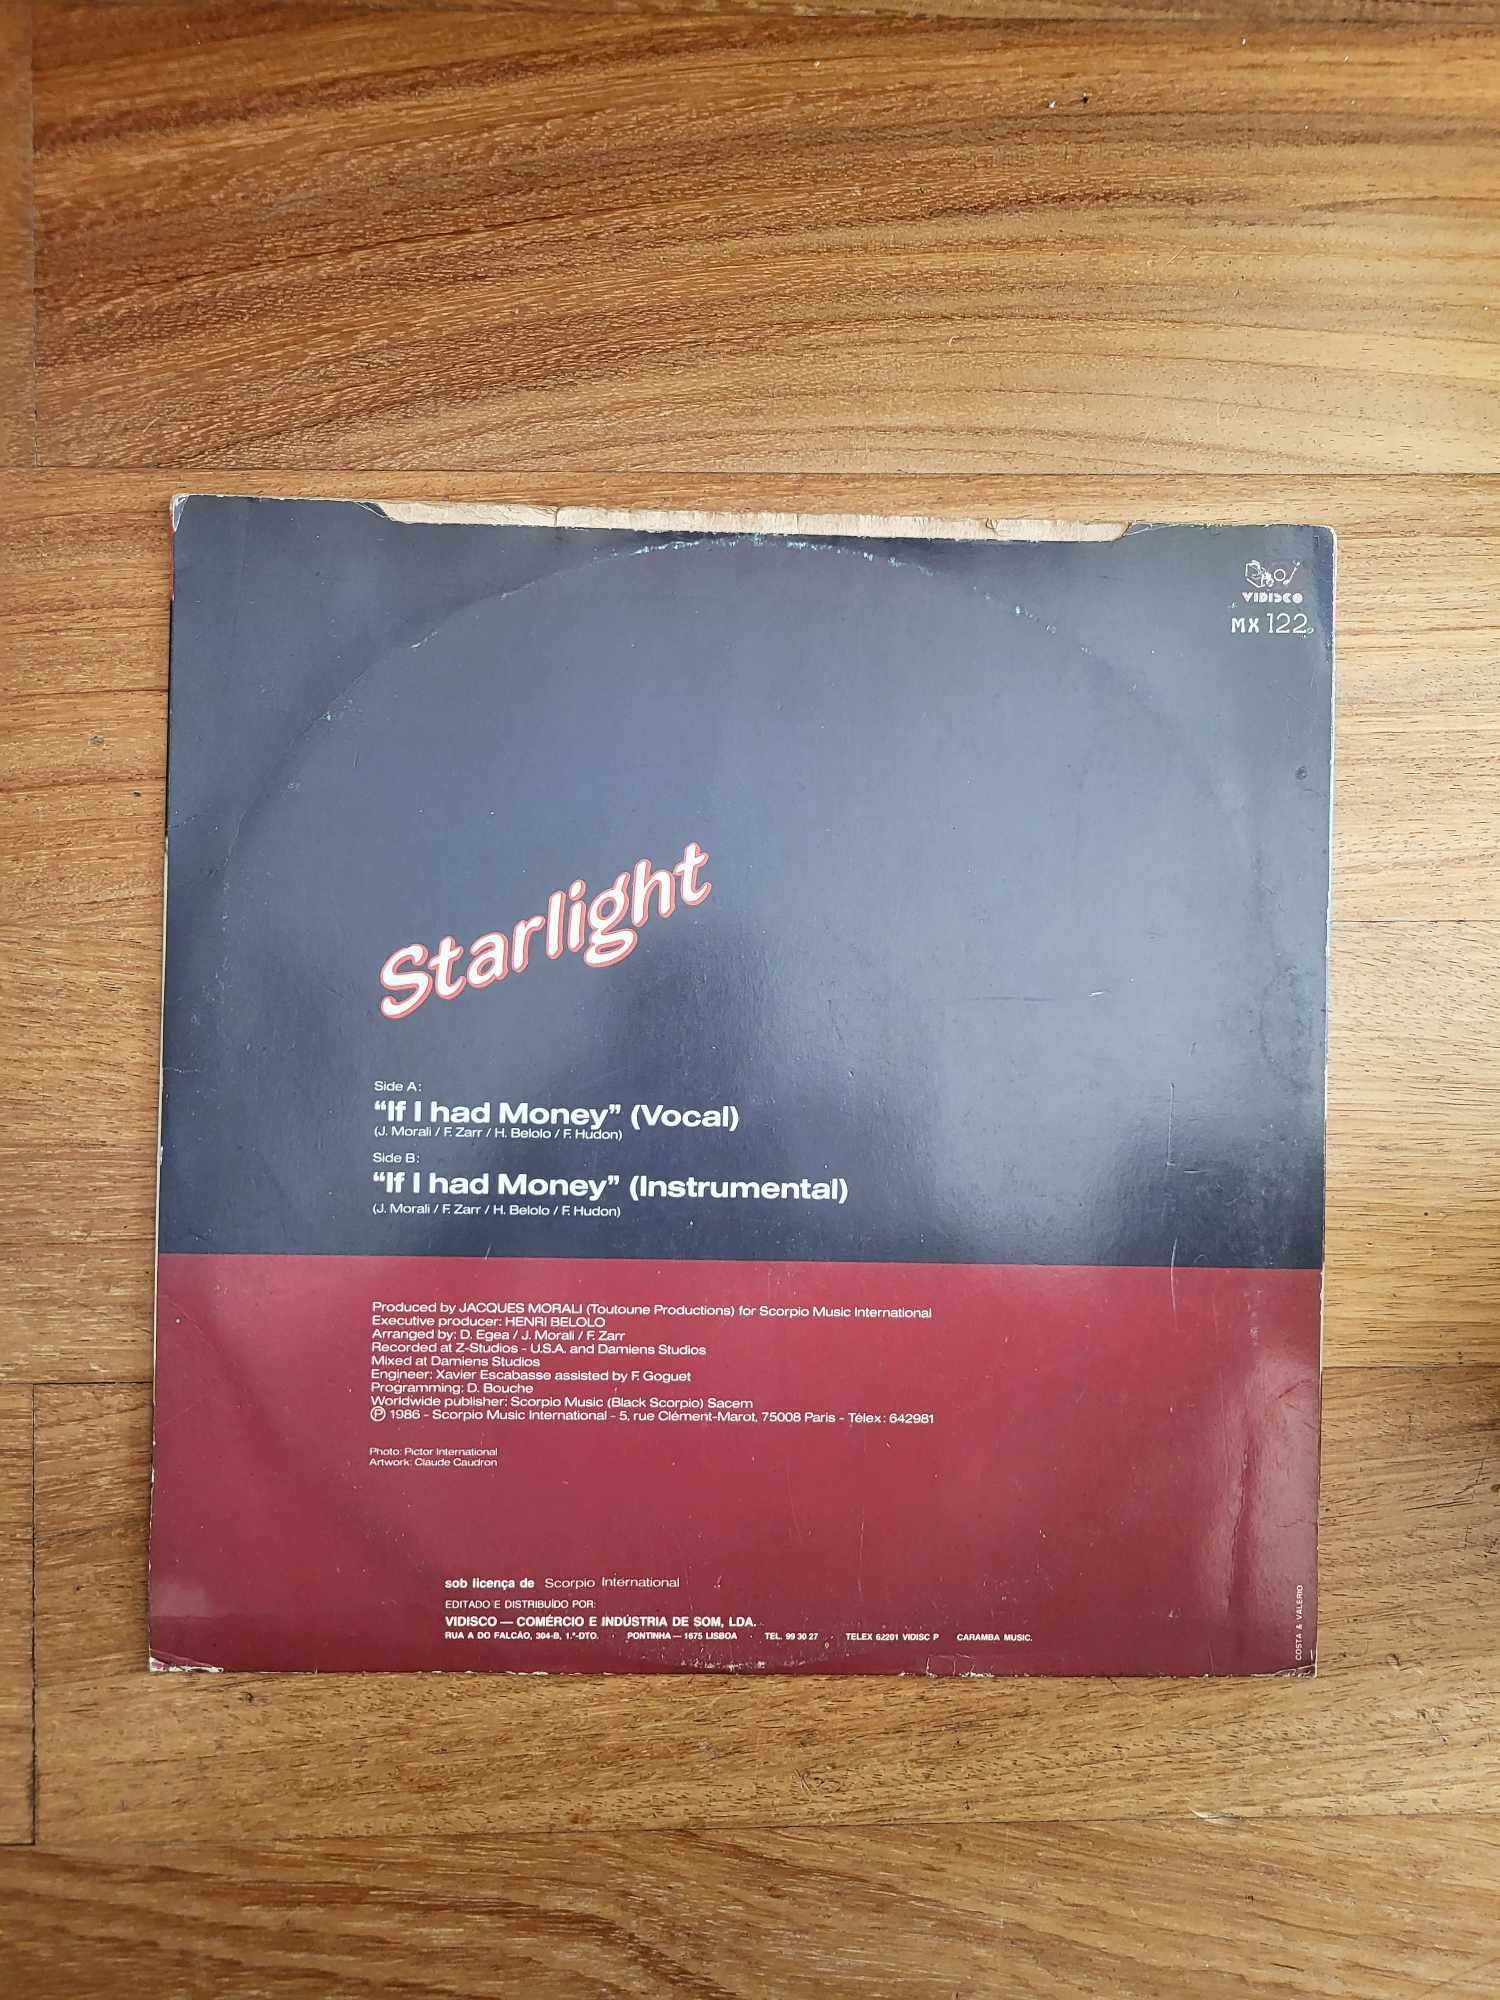 VIDISCO
MX 122
Starlight
Side A:
“If I had Money” (Vocal)
(J. Morali / F. Zarr / H. Belolo / F. Hudon)
Side B:
“If I had Money” (Instrumental)
(J. Morali / F. Zarr / H. Belolo / F. Hudon)
Produced by JACQUES MORALI (Toutoune Productions) for Scorpio Music International
Executive producer: HENRI BELOLO
Arranged by: D. Egea / J. Morali / F. Zarr
Recorded at Z-Studios - U.S.A. and Damiens Studios
Mixed at Damiens Studios
Engineer: Xavier Escabasse assisted by F. Goguet
Programming: D. Bouche
Worldwide publisher: Scorpio Music (Black Scorpio) Sacem
℗ 1986 - Scorpio Music International - 5, rue Clément-Marot, 75008 Paris - Télex: 642981
Photo: Pictor International
Artwork: Claude Caudron
sob licença de Scorpio International
EDITADO E DISTRIBUÍDO POR:
VIDISCO — COMÉRCIO E INDÚSTRIA DE SOM, LDA.
RUA A DO FALCÃO, 304-B, 1.º-DTO. · PONTINHA — 1675 LISBOA · TEL. 99 30 27 · TELEX 62201 VIDISC P CARAMBA MUSIC.
COSTA & VALERIO